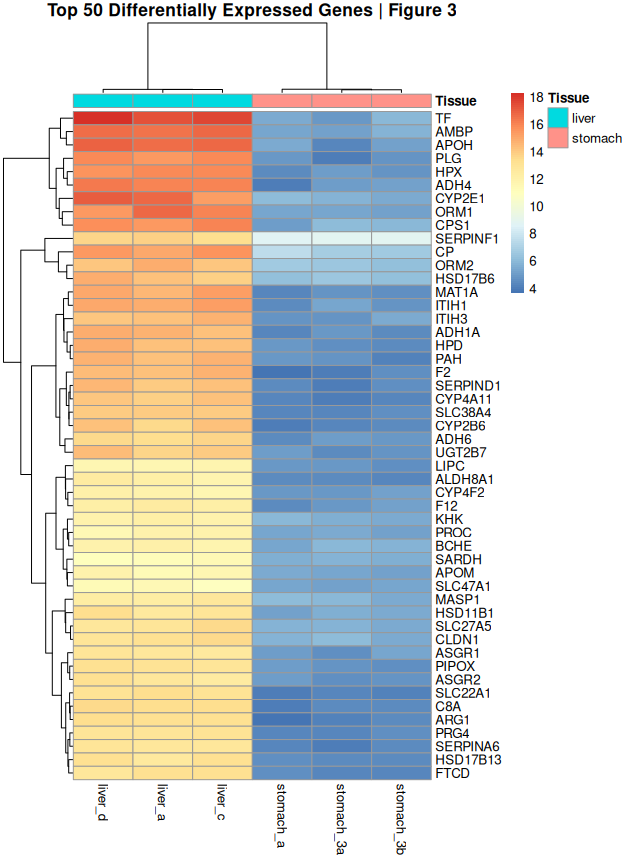 Top 50 Differentially Expressed Genes | Figure 3
Tissue
TF
AMBP
APOH
PLG
HPX
ADH4
CYP2E1
ORM1
CPS1
SERPINF1
CP
ORM2
HSD17B6
MAT1A
ITIH1
ITIH3
ADH1A
HPD
PAH
F2
SERPIND1
CYP4A11
SLC38A4
CYP2B6
ADH6
UGT2B7
LIPC
ALDH8A1
CYP4F2
F12
KHK
PROC
BCHE
SARDH
APOM
SLC47A1
MASP1
HSD11B1
SLC27A5
CLDN1
ASGR1
PIPOX
ASGR2
SLC22A1
C8A
ARG1
PRG4
SERPINA6
HSD17B13
FTCD
18
16
14
12
10
8
6
4
Tissue
liver
stomach
liver_d
liver_a
liver_c
stomach_a
stomach_3a
stomach_3b